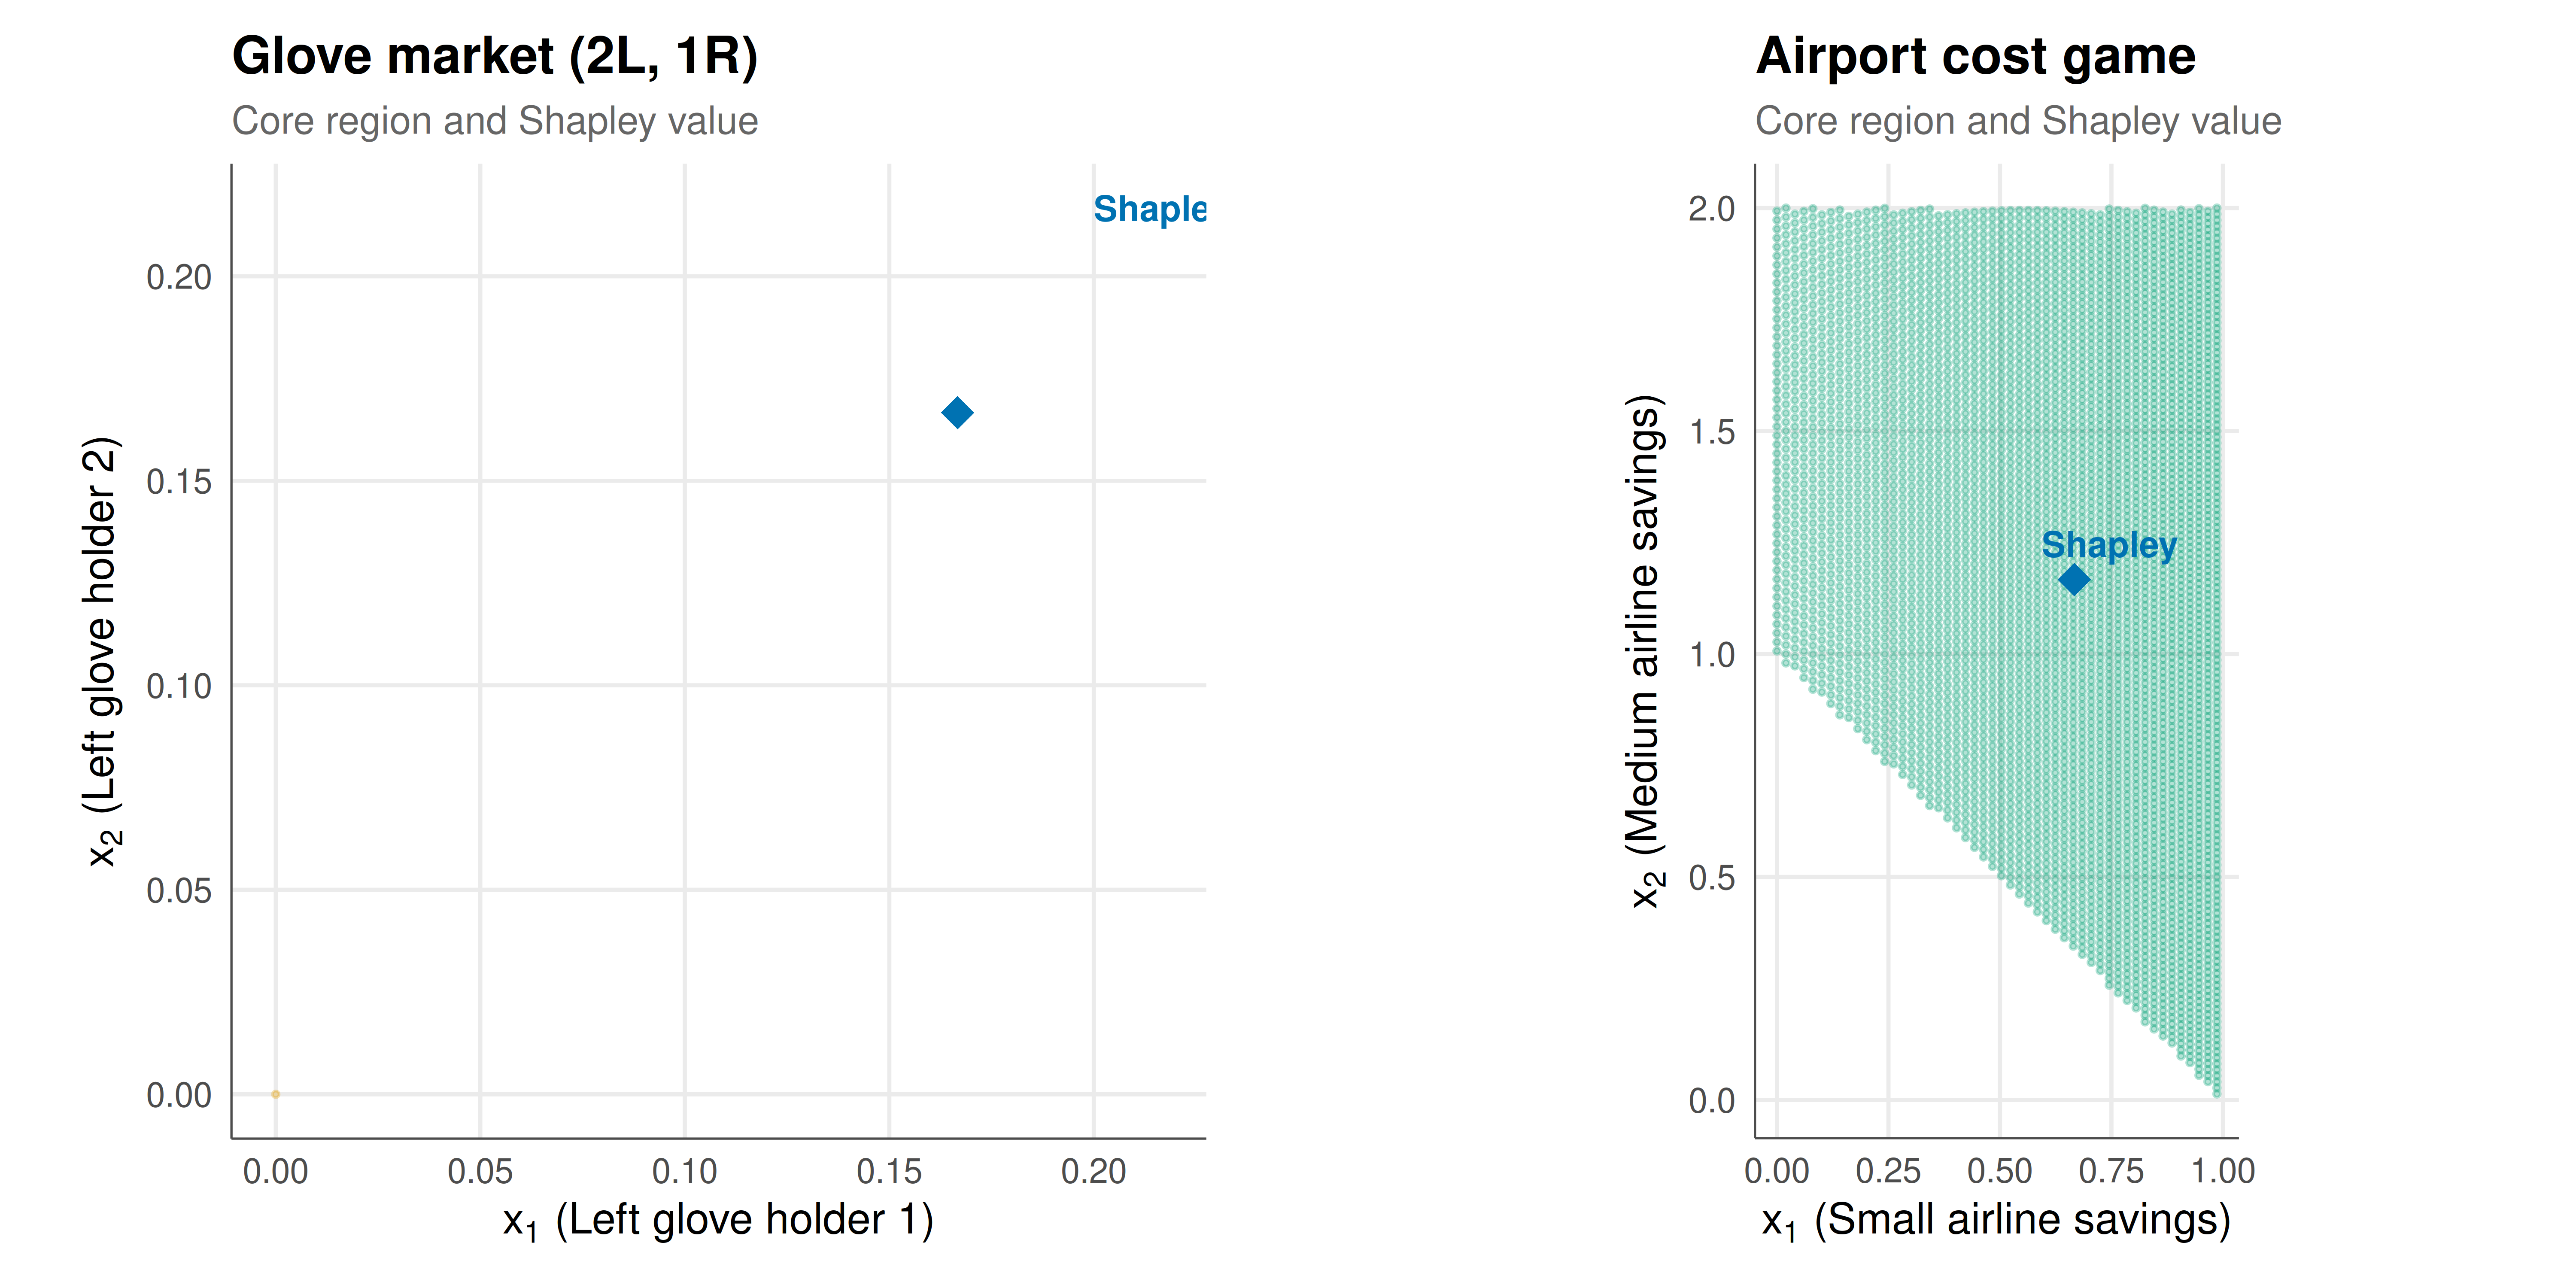 Glove market (2L, 1R)
Core region and Shapley value
Shaple
0.20
0.15
0.10
0.05
0.00
x₂ (Left glove holder 2)
0.00 0.05 0.10 0.15 0.20
x₁ (Left glove holder 1)
Airport cost game
Core region and Shapley value
2.0
1.5
1.0
0.5
0.0
Shapley
x₂ (Medium airline savings)
0.00 0.25 0.50 0.75 1.00
x₁ (Small airline savings)